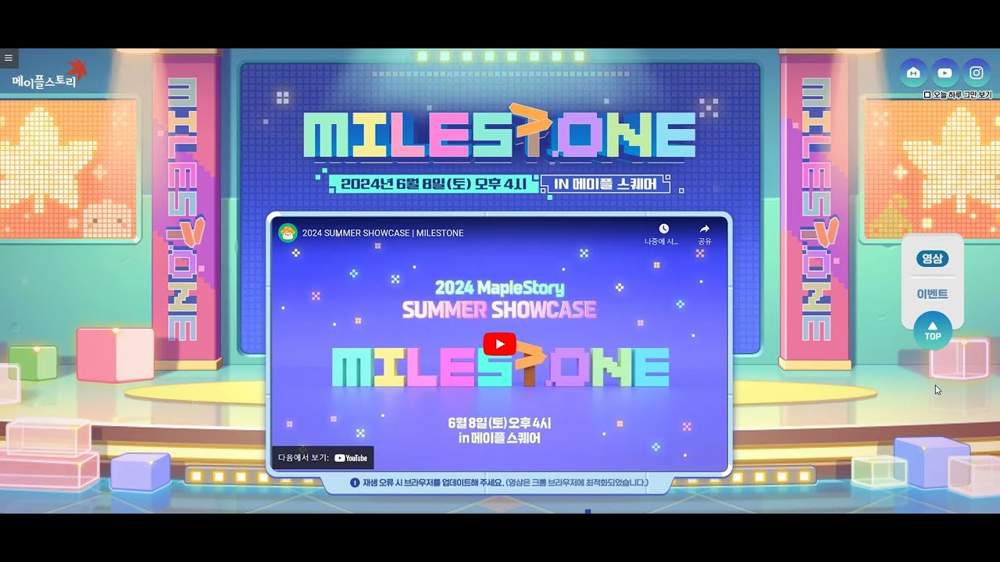 메이플스토리
오늘 하루 그만 보기
MILESTONE
MILESTONE
MILESTONE
2024년 6월 8일(토) 오후 4시 IN 메이플 스퀘어
2024 SUMMER SHOWCASE | MILESTONE
나중에 시...
공유
2024 MapleStory
SUMMER SHOWCASE
MILESTONE
6월 8일(토) 오후 4시
in 메이플 스퀘어
다음에서 보기: YouTube
재생 오류 시 브라우저를 업데이트해 주세요. (영상은 크롬 브라우저에 최적화되었습니다.)
영상
이벤트
TOP